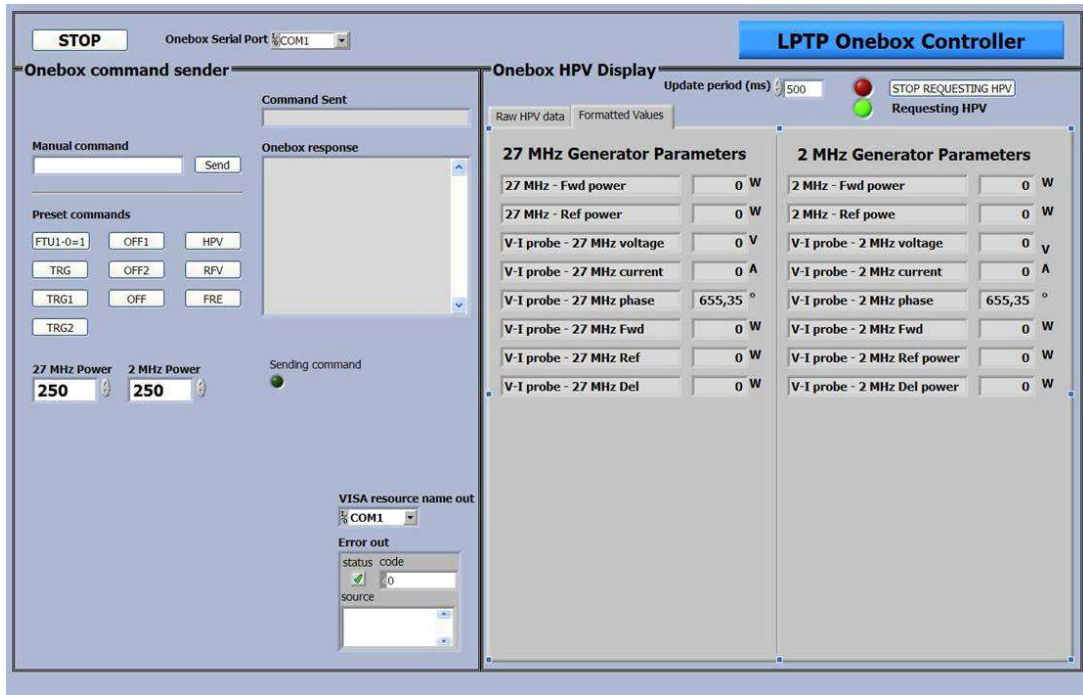 STOP
Onebox Serial Port
COM1
LPTP Onebox Controller
Onebox command sender
Command Sent
Manual command
Send
Onebox response
Preset commands
FTU1-0=1 OFF1 HPV
TRG OFF2 RFV
TRG1 OFF FRE
TRG2
27 MHz Power 2 MHz Power
250 250
Sending command
VISA resource name out
COM1
Error out
status code
0
source
Onebox HPV Display
Update period (ms) 500
STOP REQUESTING HPV
Requesting HPV
Raw HPV data Formatted Values
27 MHz Generator Parameters
27 MHz - Fwd power 0 W
27 MHz - Ref power 0 W
V-I probe - 27 MHz voltage 0 V
V-I probe - 27 MHz current 0 A
V-I probe - 27 MHz phase 655,35 °
V-I probe - 27 MHz Fwd 0 W
V-I probe - 27 MHz Ref 0 W
V-I probe - 27 MHz Del 0 W
2 MHz Generator Parameters
2 MHz - Fwd power 0 W
2 MHz - Ref powe 0 W
V-I probe - 2 MHz voltage 0 V
V-I probe - 2 MHz current 0 A
V-I probe - 2 MHz phase 655,35 °
V-I probe - 2 MHz Fwd 0 W
V-I probe - 2 MHz Ref power 0 W
V-I probe - 2 MHz Del power 0 W